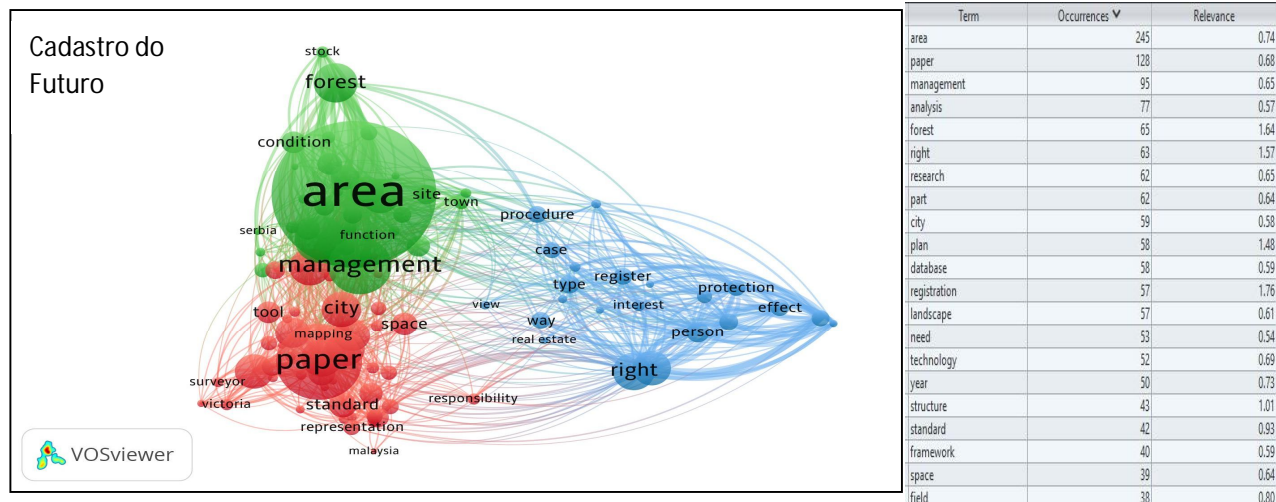 Cadastro do
Futuro
stock
forest
condition
area
site
town
procedure
serbia
function
case
management
type
register
protection
tool
city
view
interest
effect
mapping
space
way
person
real estate
paper
right
surveyor
victoria
standard
responsibility
representation
malaysia
VOSviewer
Term Occurrences Relevance
area 245 0.74
paper 128 0.68
management 95 0.65
analysis 77 0.57
forest 65 1.64
right 63 1.57
research 62 0.65
part 62 0.64
city 59 0.58
plan 58 1.48
database 58 0.59
registration 57 1.76
landscape 57 0.61
need 53 0.54
technology 52 0.69
year 50 0.73
structure 43 1.01
standard 42 0.93
framework 40 0.59
space 39 0.64
field 38 0.80